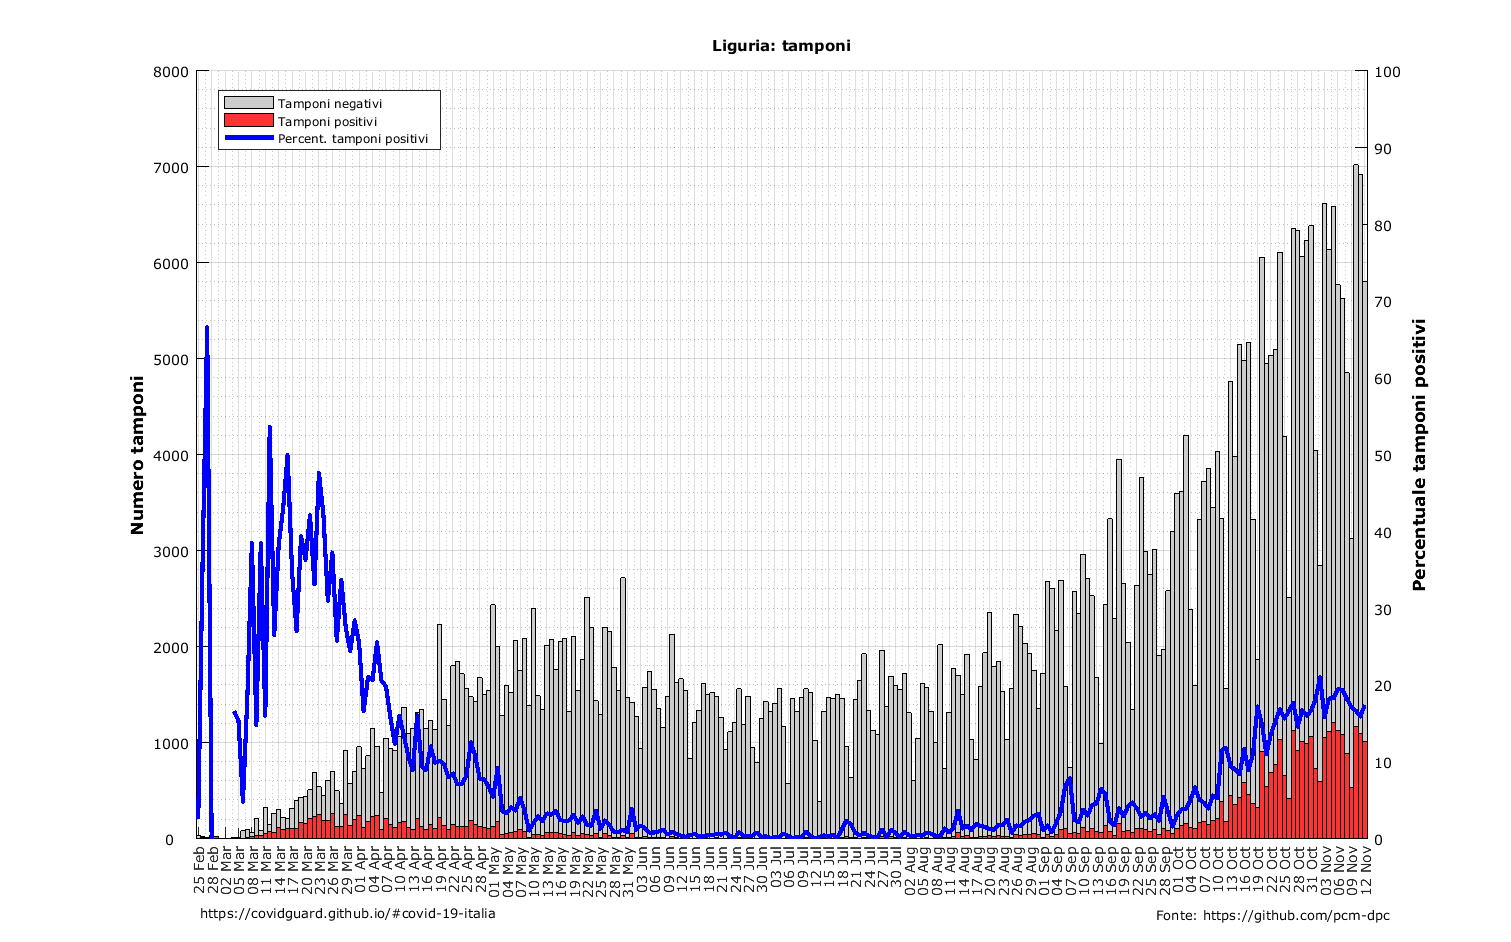 Liguria: tamponi
Tamponi negativi
Tamponi positivi
Percent. tamponi positivi
Numero tamponi
8000
7000
6000
5000
4000
3000
2000
1000
0
Percentuale tamponi positivi
100
90
80
70
60
50
40
30
20
10
0
25 Feb
28 Feb
02 Mar
05 Mar
08 Mar
11 Mar
14 Mar
17 Mar
20 Mar
23 Mar
26 Mar
29 Mar
01 Apr
04 Apr
07 Apr
10 Apr
13 Apr
16 Apr
19 Apr
22 Apr
25 Apr
28 Apr
01 May
04 May
07 May
10 May
13 May
16 May
19 May
22 May
25 May
28 May
31 May
03 Jun
06 Jun
09 Jun
12 Jun
15 Jun
18 Jun
21 Jun
24 Jun
27 Jun
30 Jun
03 Jul
06 Jul
09 Jul
12 Jul
15 Jul
18 Jul
21 Jul
24 Jul
27 Jul
30 Jul
02 Aug
05 Aug
08 Aug
11 Aug
14 Aug
17 Aug
20 Aug
23 Aug
26 Aug
29 Aug
01 Sep
04 Sep
07 Sep
10 Sep
13 Sep
16 Sep
19 Sep
22 Sep
25 Sep
28 Sep
01 Oct
04 Oct
07 Oct
10 Oct
13 Oct
16 Oct
19 Oct
22 Oct
25 Oct
28 Oct
31 Oct
03 Nov
06 Nov
09 Nov
12 Nov
https://covidguard.github.io/#covid-19-italia
Fonte: https://github.com/pcm-dpc